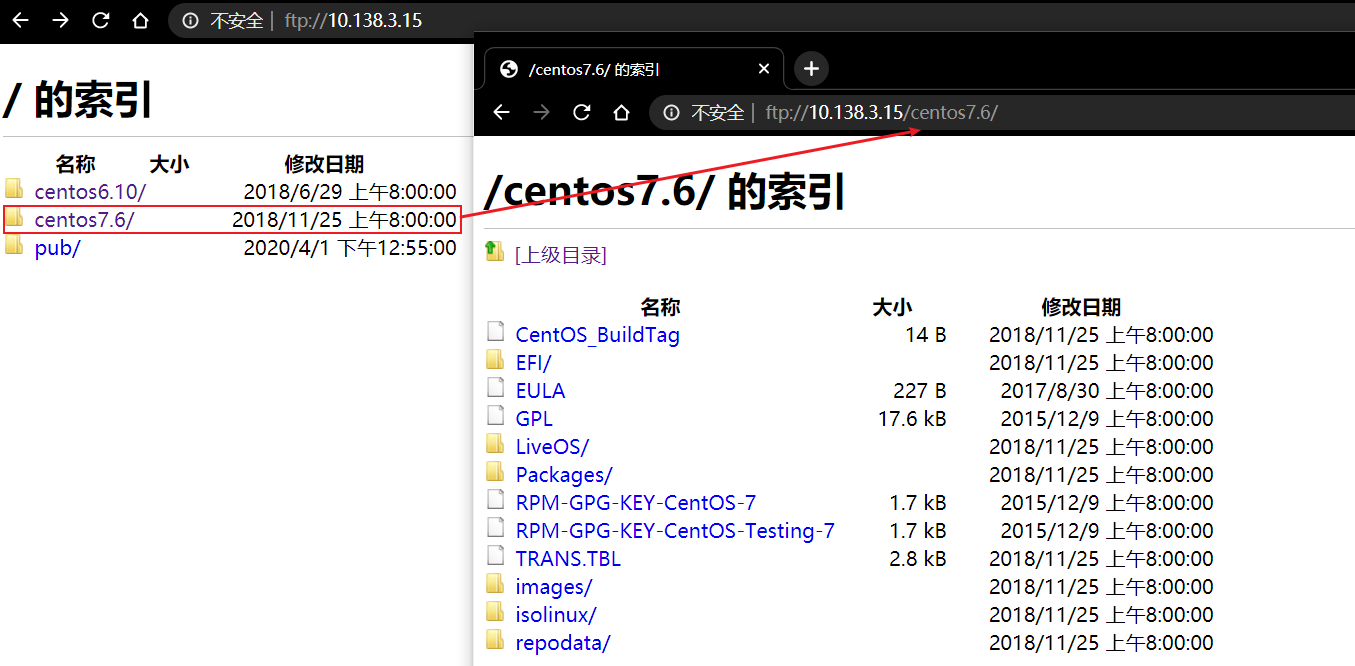 不安全 | ftp://10.138.3.15
/ 的索引
名称 大小 修改日期
centos6.10/ 2018/6/29 上午8:00:00
centos7.6/ 2018/11/25 上午8:00:00
pub/ 2020/4/1 下午12:55:00
/centos7.6/ 的索引
不安全 | ftp://10.138.3.15/centos7.6/
/centos7.6/ 的索引
[上级目录]
名称 大小 修改日期
CentOS_BuildTag 14 B 2018/11/25 上午8:00:00
EFI/ 2018/11/25 上午8:00:00
EULA 227 B 2017/8/30 上午8:00:00
GPL 17.6 kB 2015/12/9 上午8:00:00
LiveOS/ 2018/11/25 上午8:00:00
Packages/ 2018/11/25 上午8:00:00
RPM-GPG-KEY-CentOS-7 1.7 kB 2015/12/9 上午8:00:00
RPM-GPG-KEY-CentOS-Testing-7 1.7 kB 2015/12/9 上午8:00:00
TRANS.TBL 2.8 kB 2018/11/25 上午8:00:00
images/ 2018/11/25 上午8:00:00
isolinux/ 2018/11/25 上午8:00:00
repodata/ 2018/11/25 上午8:00:00